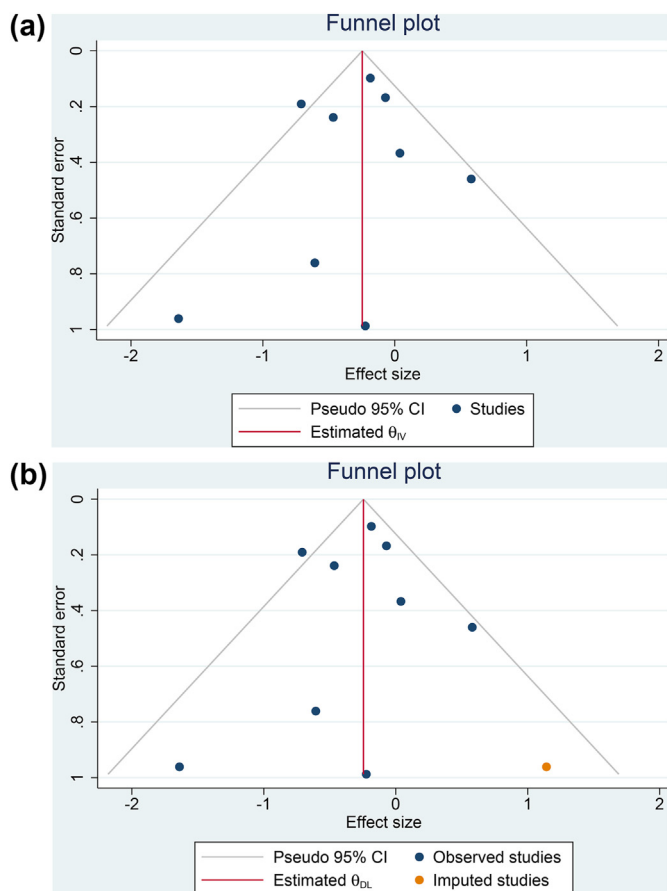 (a)
Funnel plot
Standard error
0
.2
.4
.6
.8
1
-2
-1
0
1
2
Effect size
Pseudo 95% CI
Studies
Estimated θIV
(b)
Funnel plot
Standard error
0
.2
.4
.6
.8
1
-2
-1
0
1
2
Effect size
Pseudo 95% CI
Observed studies
Estimated θDL
Imputed studies